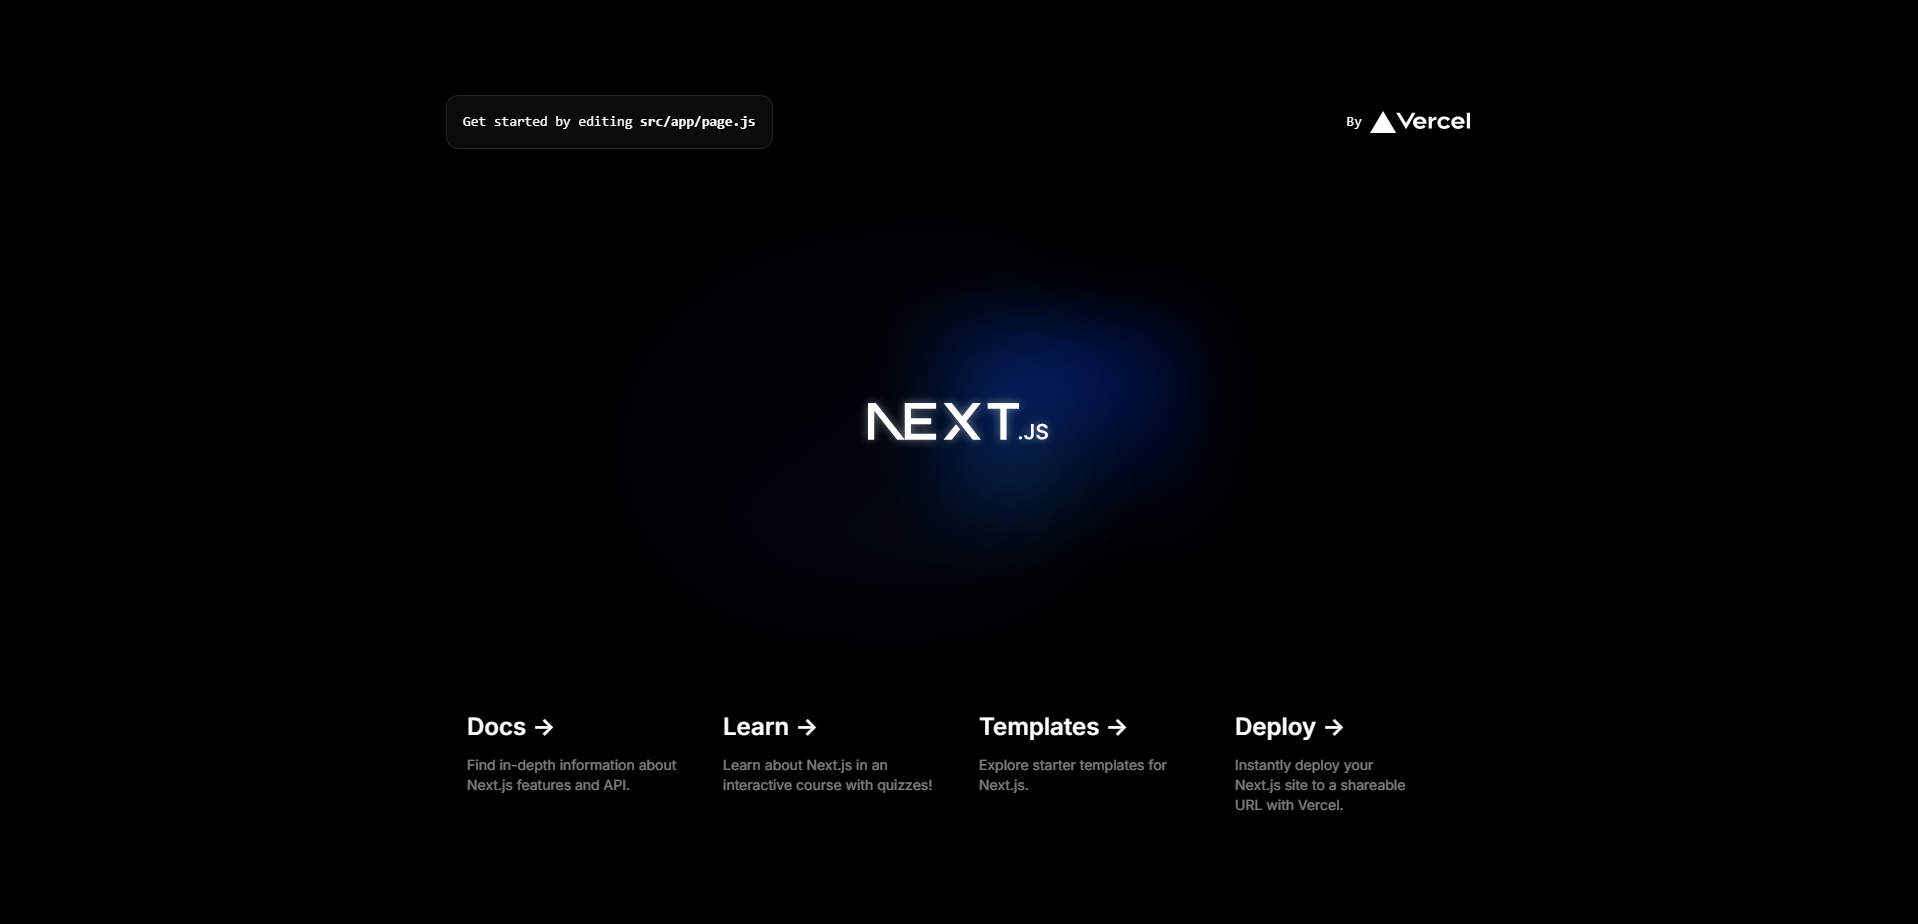 Get started by editing src/app/page.js
By Vercel
NEXT.JS
Docs ->
Find in-depth information about
Next.js features and API.
Learn ->
Learn about Next.js in an
interactive course with quizzes!
Templates ->
Explore starter templates for
Next.js.
Deploy ->
Instantly deploy your
Next.js site to a shareable
URL with Vercel.